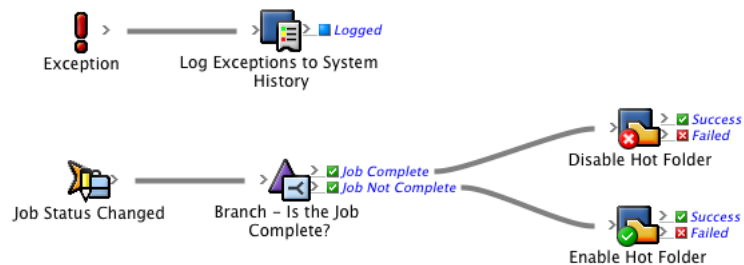 Logged
Exception
Log Exceptions to System
History
Success
Failed
Disable Hot Folder
Job Complete
Job Not Complete
Job Status Changed
Branch – Is the Job
Complete?
Success
Failed
Enable Hot Folder